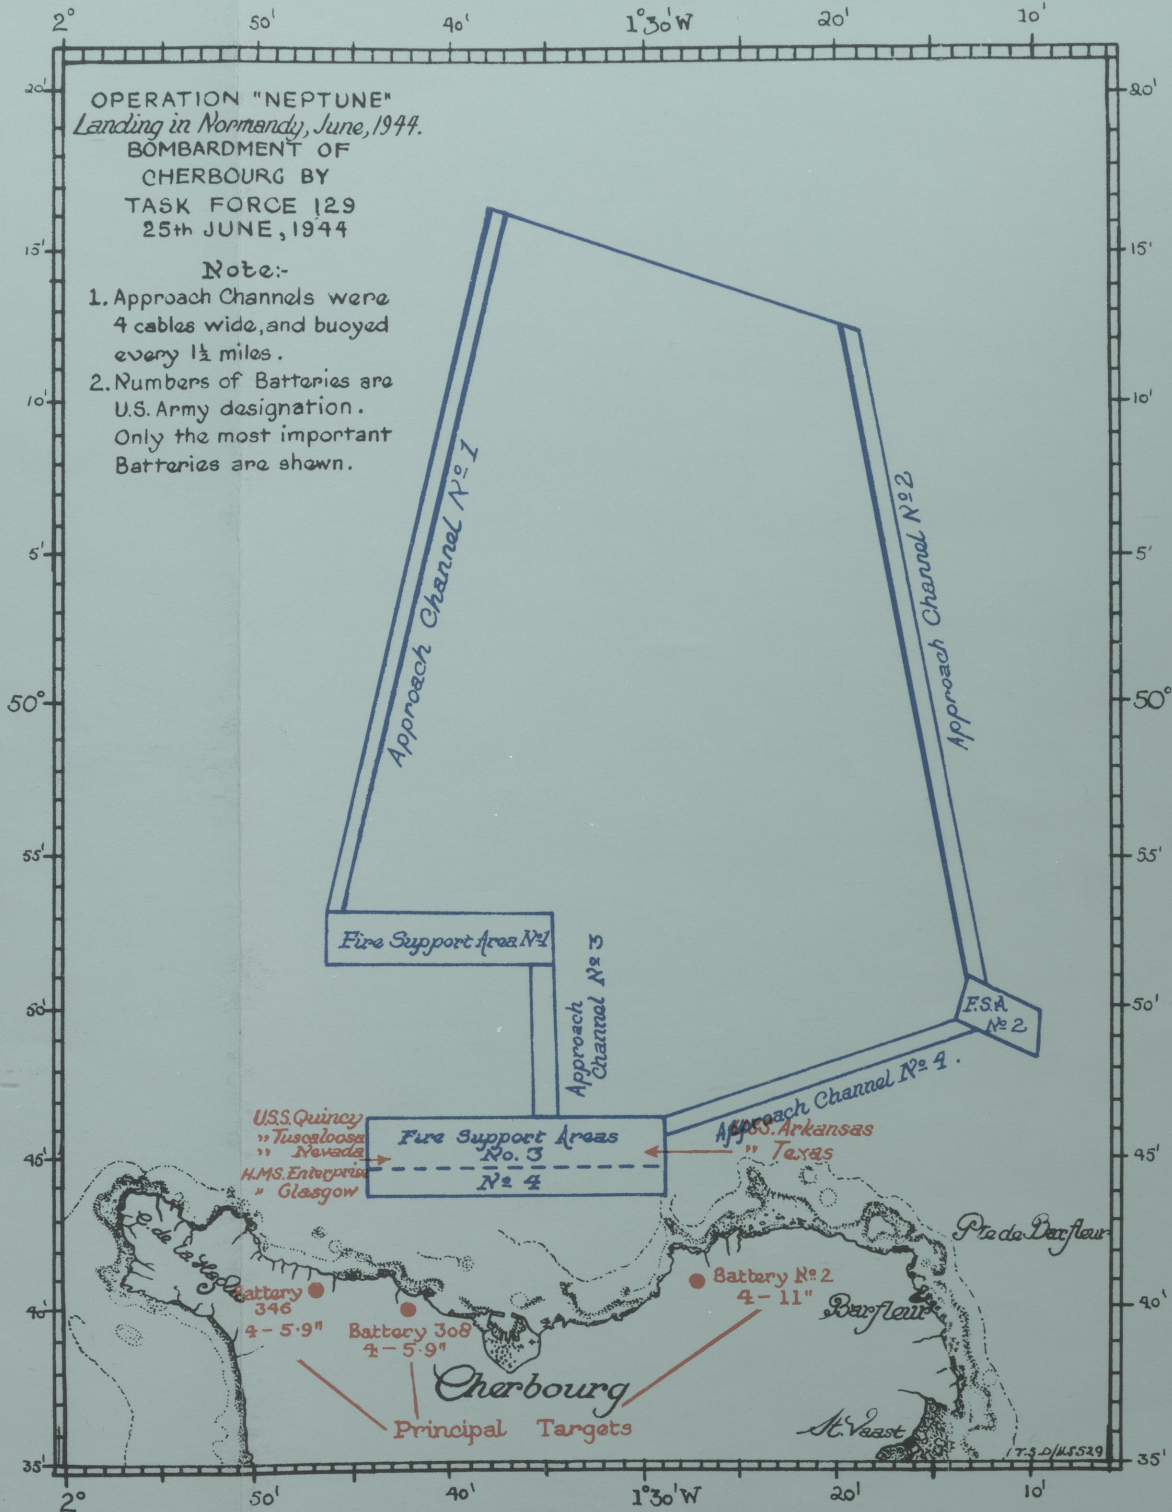 2° 50' 40' 1°30'W 20' 10'
20' 20'
OPERATION "NEPTUNE"
Landing in Normandy, June, 1944.
BOMBARDMENT OF
CHERBOURG BY
TASK FORCE 129
25th JUNE, 1944
15' 15'
Note:-
1. Approach Channels were
4 cables wide, and buoyed
every 1½ miles.
2. Numbers of Batteries are
U.S. Army designation.
Only the most important
Batteries are shewn.
10' 10'
Approach Channel Nº 1
Approach Channel Nº 2
5' 5'
50° 50°
55' 55'
Fire Support Area Nº1
Approach
Channel Nº 3
50' 50'
F.S.A
Nº 2
Approach Channel Nº 4.
U.S.S. Quincy
" Tuscaloosa
" Nevada
H.M.S. Enterprise
" Glasgow
Fire Support Areas
No. 3
Nº 4
U.S.S. Arkansas
" Texas
45' 45'
C. de la Hague
Pte de Barfleur
Battery
346
4-5·9"
Battery 308
4-5·9"
Battery Nº 2
4-11"
40' 40'
Barfleur
Cherbourg
Principal Targets
St. Vaast
35' 35'
T.S.D/H.S529
2° 50' 40' 1°30'W 20' 10'